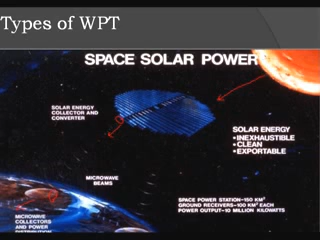 Types of WPT
SPACE SOLAR POWER
SOLAR ENERGY
COLLECTOR AND
CONVERTER
SOLAR ENERGY
•INEXHAUSTIBLE
•CLEAN
•EXPORTABLE
MICROWAVE
BEAMS
SPACE POWER STATION–150 KM²
GROUND RECEIVERS–100 KM² EACH
POWER OUTPUT–10 MILLION KILOWATTS
MICROWAVE
COLLECTORS
AND POWER